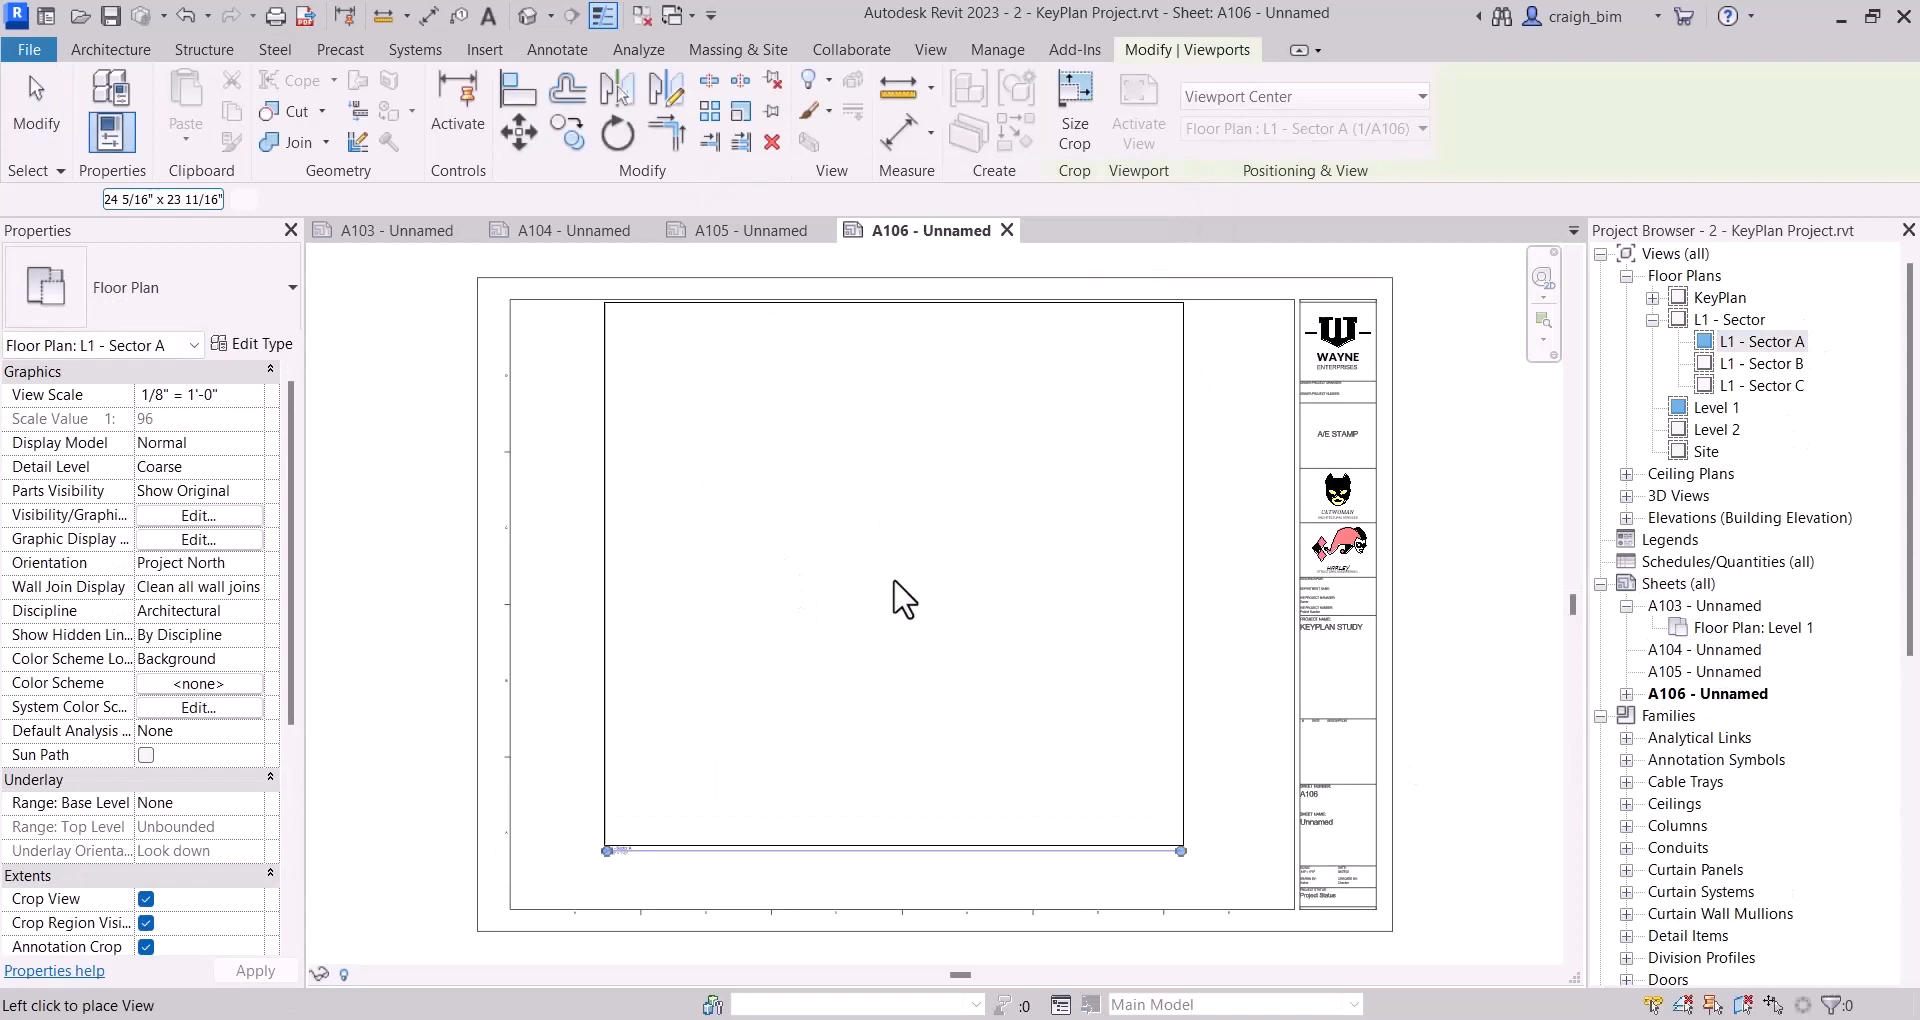 Autodesk Revit 2023 - 2 - KeyPlan Project.rvt - Sheet: A106 - Unnamed
craigh_bim
File
Architecture
Structure
Steel
Precast
Systems
Insert
Annotate
Analyze
Massing & Site
Collaborate
View
Manage
Add-Ins
Modify | Viewports
Modify
Paste
Cope
Cut
Join
Activate
Size
Crop
Activate
View
Viewport Center
Floor Plan : L1 - Sector A (1/A106)
Select
Properties
Clipboard
Geometry
Controls
Modify
View
Measure
Create
Crop
Viewport
Positioning & View
24 5/16" x 23 11/16"
Properties
Floor Plan
Floor Plan: L1 - Sector A
Edit Type
Graphics
View Scale 1/8" = 1'-0"
Scale Value 1: 96
Display Model Normal
Detail Level Coarse
Parts Visibility Show Original
Visibility/Graphi... Edit...
Graphic Display ... Edit...
Orientation Project North
Wall Join Display Clean all wall joins
Discipline Architectural
Show Hidden Lin... By Discipline
Color Scheme Lo... Background
Color Scheme <none>
System Color Sc... Edit...
Default Analysis ... None
Sun Path
Underlay
Range: Base Level None
Range: Top Level Unbounded
Underlay Orienta... Look down
Extents
Crop View
Crop Region Visi...
Annotation Crop
Properties help
Apply
A103 - Unnamed
A104 - Unnamed
A105 - Unnamed
A106 - Unnamed
2D
WAYNE
ENTERPRISES
A/E STAMP
CATWOMAN
HARLEY
PROJECT NAME:
KEYPLAN STUDY
SHEET NUMBER:
A106
SHEET NAME:
Unnamed
Project Status
Project Browser - 2 - KeyPlan Project.rvt
Views (all)
Floor Plans
KeyPlan
L1 - Sector
L1 - Sector A
L1 - Sector B
L1 - Sector C
Level 1
Level 2
Site
Ceiling Plans
3D Views
Elevations (Building Elevation)
Legends
Schedules/Quantities (all)
Sheets (all)
A103 - Unnamed
Floor Plan: Level 1
A104 - Unnamed
A105 - Unnamed
A106 - Unnamed
Families
Analytical Links
Annotation Symbols
Cable Trays
Ceilings
Columns
Conduits
Curtain Panels
Curtain Systems
Curtain Wall Mullions
Detail Items
Division Profiles
Doors
Left click to place View
:0
Main Model
:0